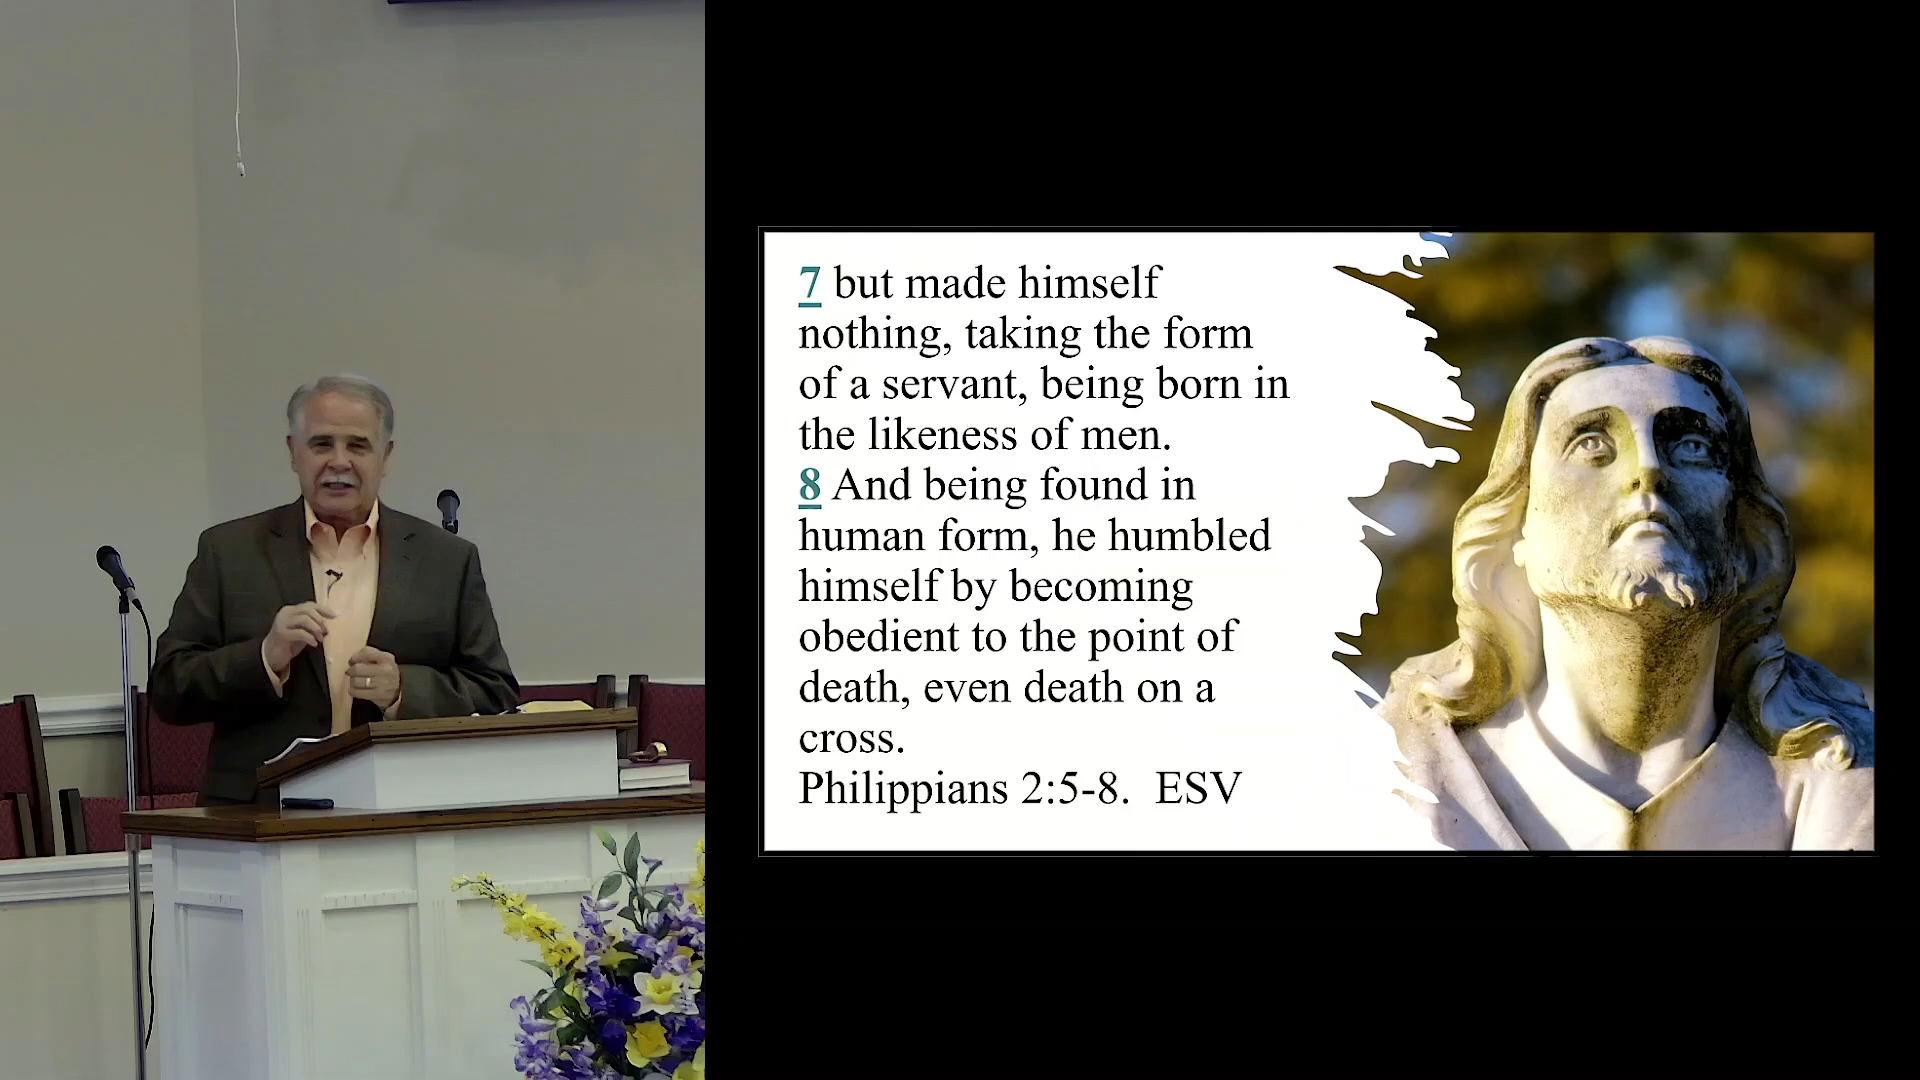 7 but made himself
nothing, taking the form
of a servant, being born in
the likeness of men.
8 And being found in
human form, he humbled
himself by becoming
obedient to the point of
death, even death on a
cross.
Philippians 2:5-8. ESV